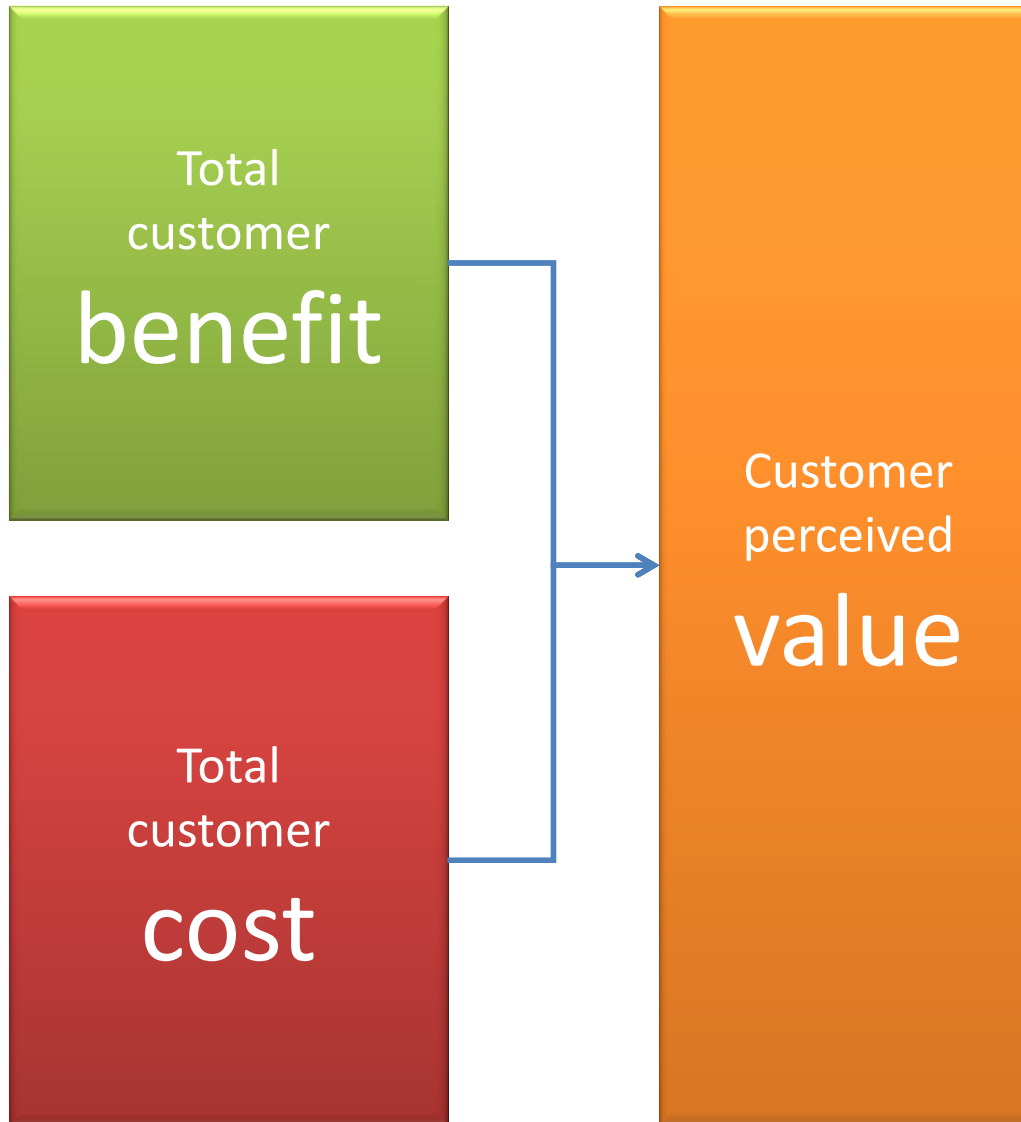 Total
customer
benefit
Total
customer
cost
Customer
perceived
value